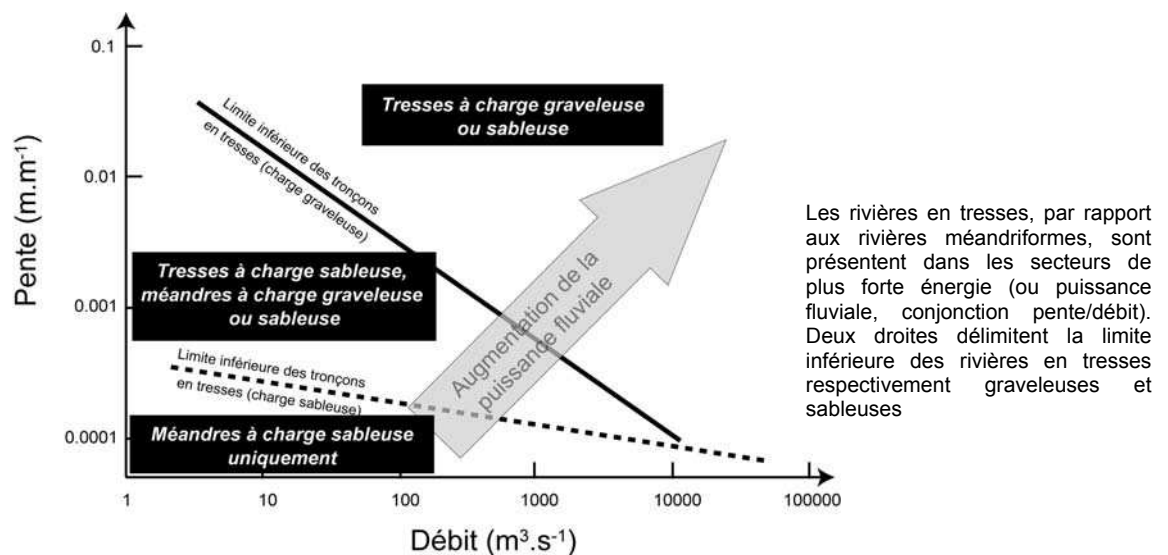 0.1
0.01
0.001
0.0001
Pente (m.m-1)
Tresses à charge graveleuse
ou sableuse
Limite inférieure des tronçons
en tresses (charge graveleuse)
Tresses à charge sableuse,
méandres à charge graveleuse
ou sableuse
Augmentation de la
puissance fluviale
Limite inférieure des tronçons
en tresses (charge sableuse)
Méandres à charge sableuse
uniquement
1 10 100 1000 10000 100000
Débit (m³.s-1)
Les rivières en tresses, par rapport
aux rivières méandriformes, sont
présentent dans les secteurs de
plus forte énergie (ou puissance
fluviale, conjonction pente/débit).
Deux droites délimitent la limite
inférieure des rivières en tresses
respectivement graveleuses et
sableuses